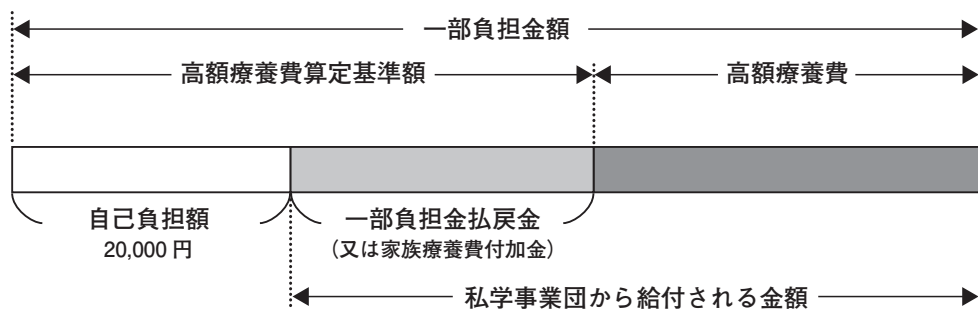 一部負担金額
高額療養費算定基準額
高額療養費
自己負担額
20,000 円
一部負担金払戻金
(又は家族療養費付加金)
私学事業団から給付される金額